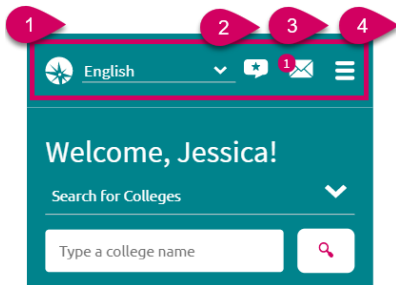 1 2 3 4
English 1
Welcome, Jessica!
Search for Colleges
Type a college name